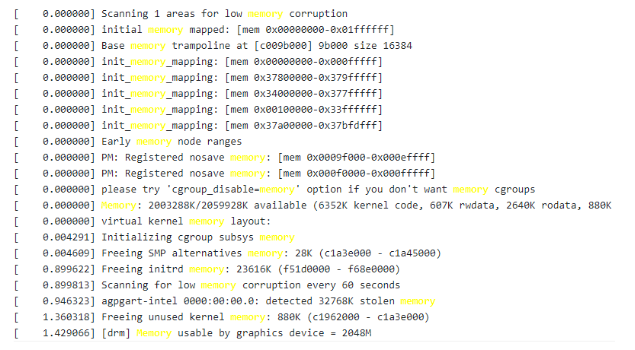 [    0.000000] Scanning 1 areas for low memory corruption
[    0.000000] initial memory mapped: [mem 0x00000000-0x01ffffff]
[    0.000000] Base memory trampoline at [c009b000] 9b000 size 16384
[    0.000000] init_memory_mapping: [mem 0x00000000-0x000fffff]
[    0.000000] init_memory_mapping: [mem 0x37800000-0x379fffff]
[    0.000000] init_memory_mapping: [mem 0x34000000-0x377fffff]
[    0.000000] init_memory_mapping: [mem 0x00100000-0x33ffffff]
[    0.000000] init_memory_mapping: [mem 0x37a00000-0x37bfdfff]
[    0.000000] Early memory node ranges
[    0.000000] PM: Registered nosave memory: [mem 0x0009f000-0x000effff]
[    0.000000] PM: Registered nosave memory: [mem 0x000f0000-0x000fffff]
[    0.000000] please try 'cgroup_disable=memory' option if you don't want memory cgroups
[    0.000000] Memory: 2003288K/2059928K available (6352K kernel code, 607K rwdata, 2640K rodata, 880K
[    0.000000] virtual kernel memory layout:
[    0.004291] Initializing cgroup subsys memory
[    0.004609] Freeing SMP alternatives memory: 28K (c1a3e000 - c1a45000)
[    0.899622] Freeing initrd memory: 23616K (f51d0000 - f68e0000)
[    0.899813] Scanning for low memory corruption every 60 seconds
[    0.946323] agpgart-intel 0000:00:00.0: detected 32768K stolen memory
[    1.360318] Freeing unused kernel memory: 880K (c1962000 - c1a3e000)
[    1.429066] [drm] Memory usable by graphics device = 2048M